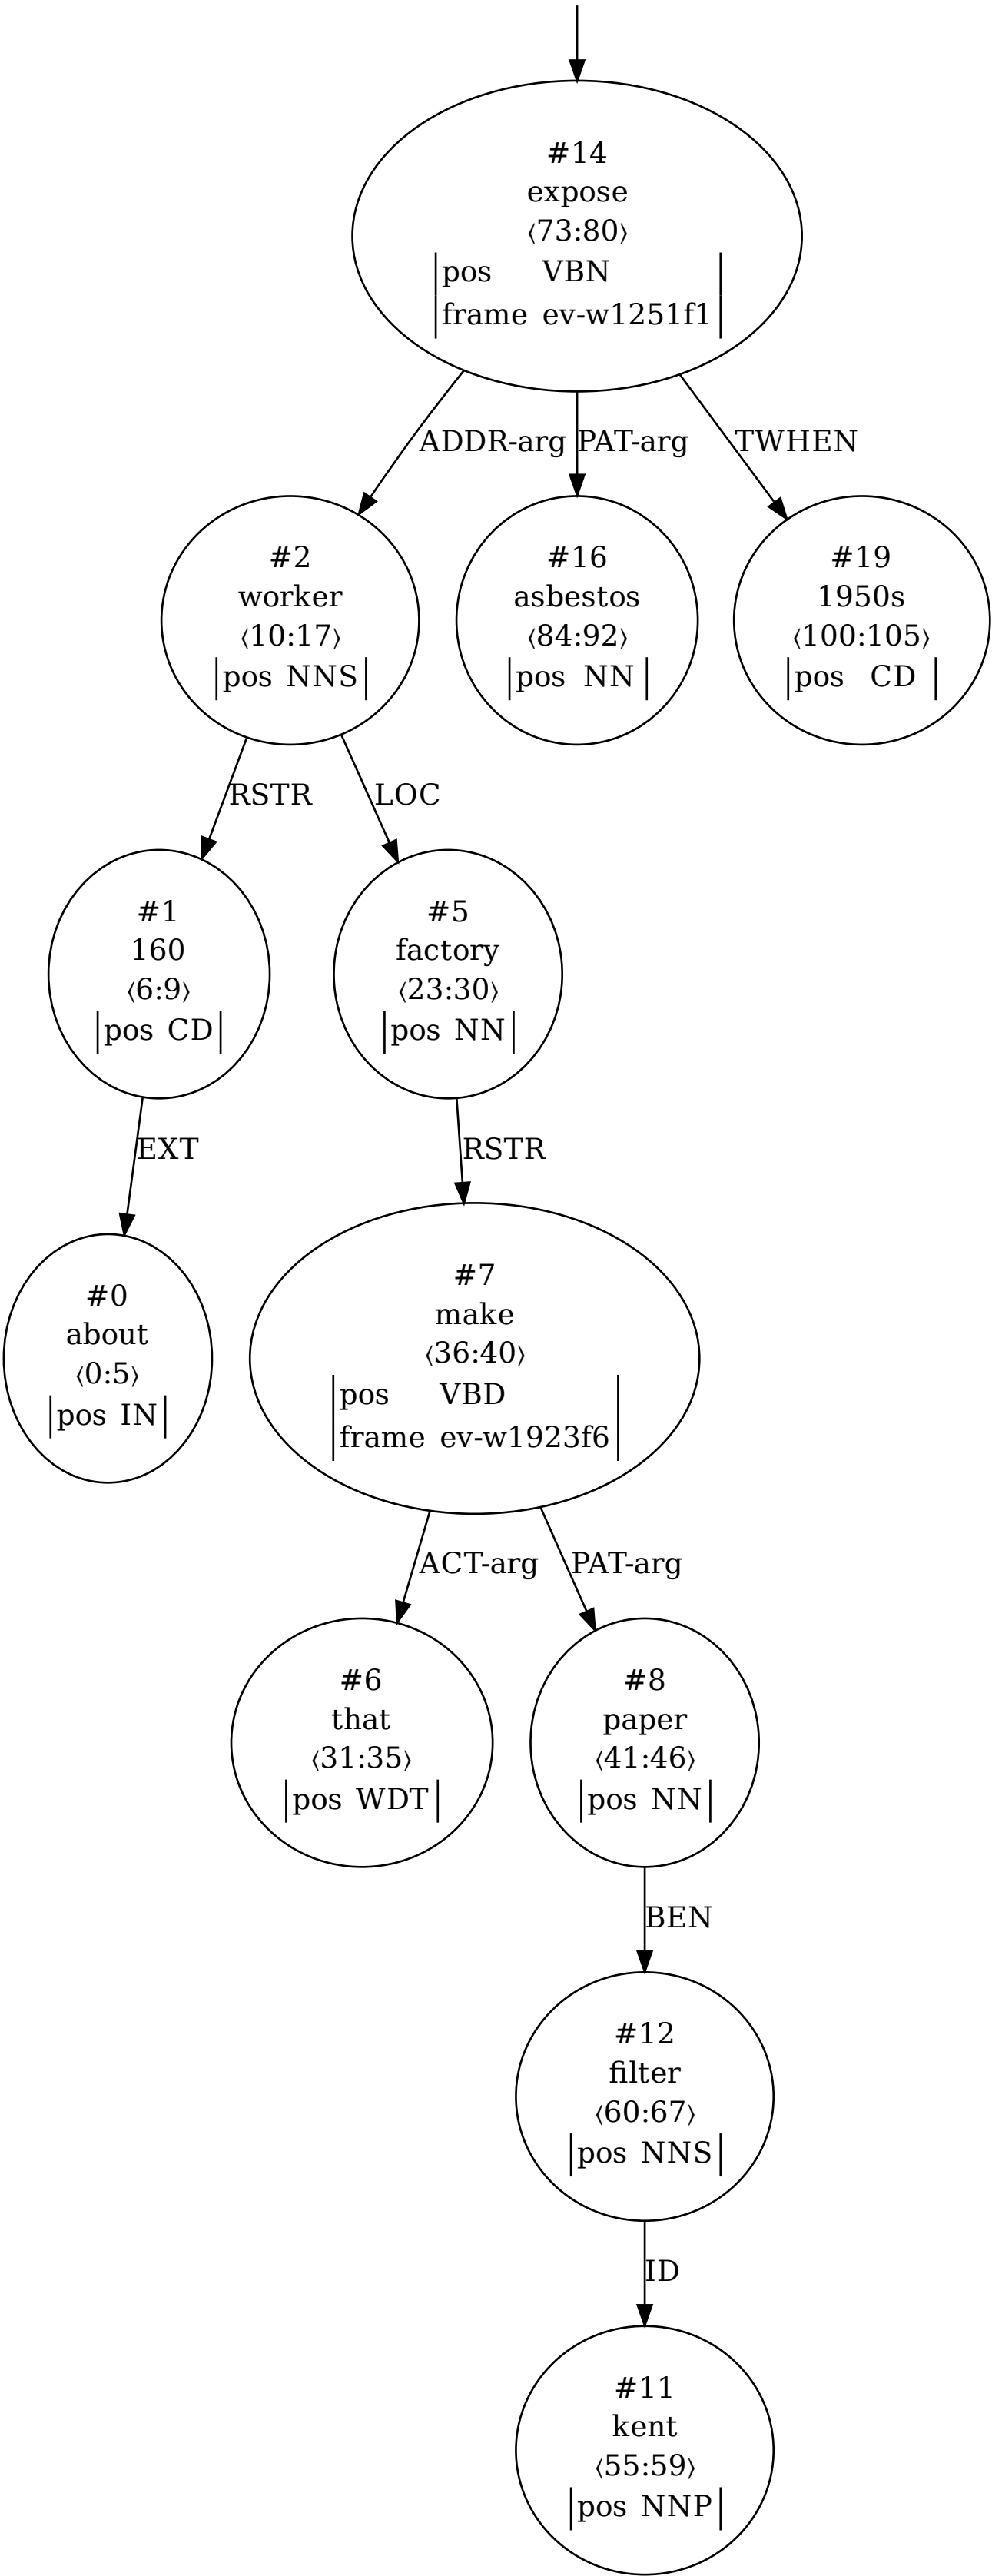 #14
expose
⟨73:80⟩
pos VBN
frame ev-w1251f1
ADDR-arg PAT-arg TWHEN
#2
worker
⟨10:17⟩
pos NNS
#16
asbestos
⟨84:92⟩
pos NN
#19
1950s
⟨100:105⟩
pos CD
RSTR LOC
#1
160
⟨6:9⟩
pos CD
#5
factory
⟨23:30⟩
pos NN
EXT RSTR
#0
about
⟨0:5⟩
pos IN
#7
make
⟨36:40⟩
pos VBD
frame ev-w1923f6
ACT-arg PAT-arg
#6
that
⟨31:35⟩
pos WDT
#8
paper
⟨41:46⟩
pos NN
BEN
#12
filter
⟨60:67⟩
pos NNS
ID
#11
kent
⟨55:59⟩
pos NNP